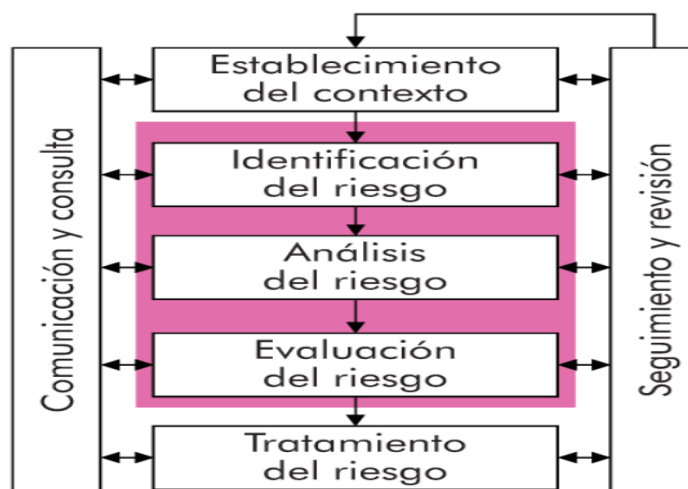 Establecimiento
del contexto
Identificación
del riesgo
Análisis
del riesgo
Evaluación
del riesgo
Tratamiento
del riesgo
Comunicación y consulta
Seguimiento y revisión